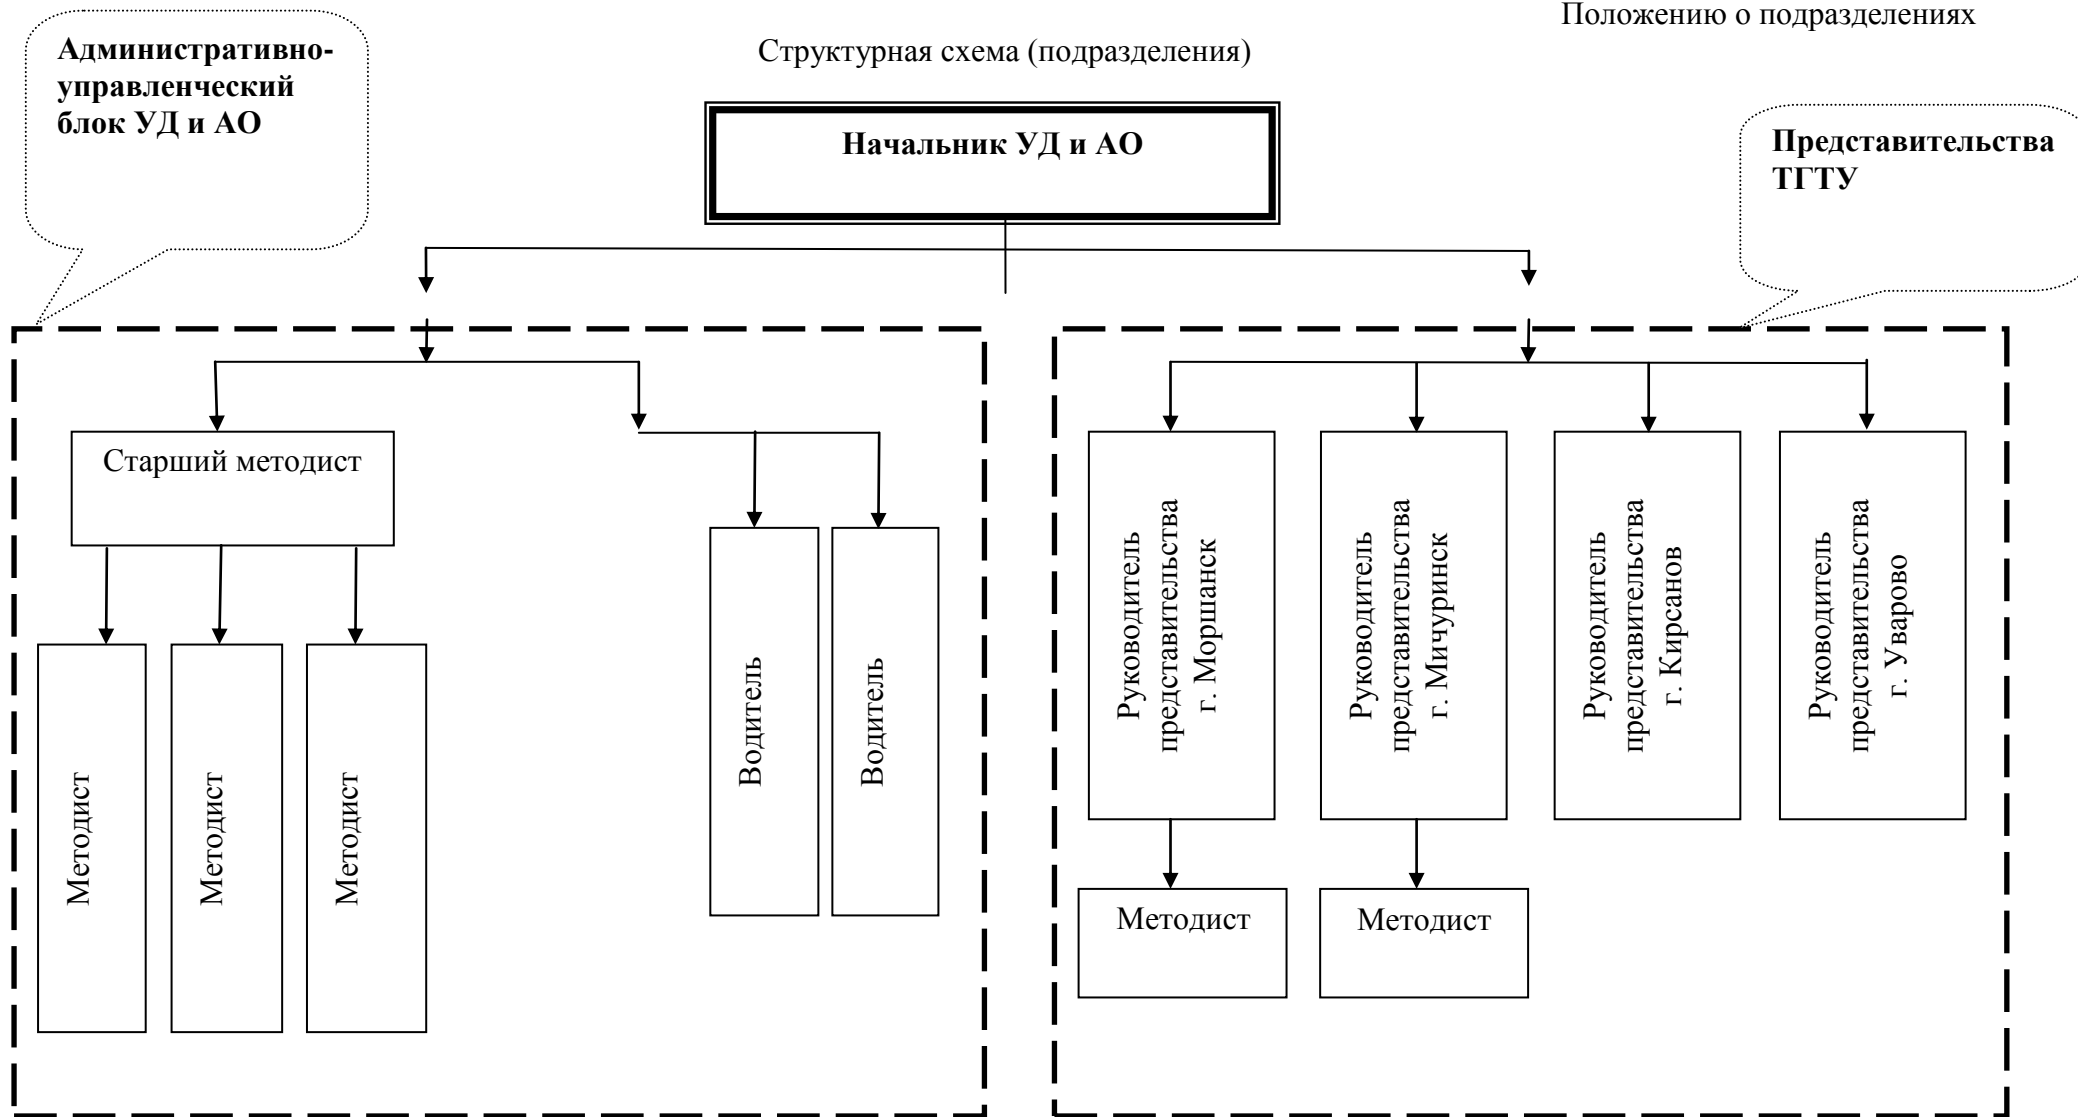 Положению о подразделениях
Структурная схема (подразделения)
Административно-
управленческий
блок УД и АО
Начальник УД и АО
Представительства
ТГТУ
Старший методист
Методист
Методист
Методист
Водитель
Водитель
Руководитель
представительства
г. Моршанск
Руководитель
представительства
г. Мичуринск
Руководитель
представительства
г. Кирсанов
Руководитель
представительства
г. Уварово
Методист
Методист